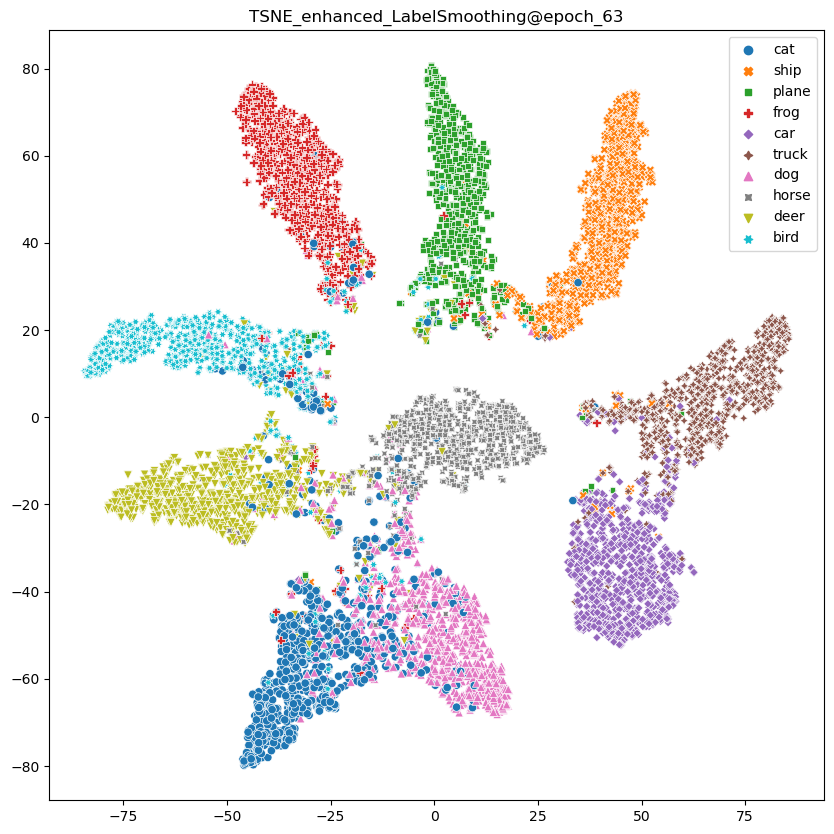 TSNE_enhanced_LabelSmoothing@epoch_63
cat
ship
plane
frog
car
truck
dog
horse
deer
bird
80
60
40
20
0
−20
−40
−60
−80
−75
−50
−25
0
25
50
75